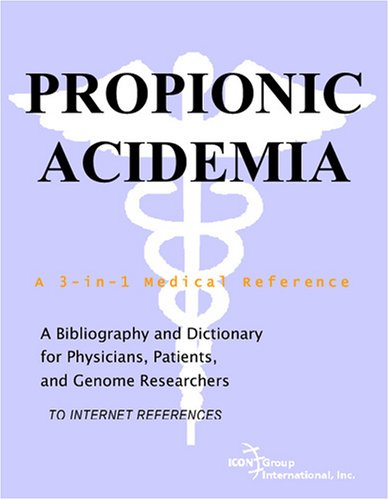 PROPIONIC
ACIDEMIA
A 3-in-1 Medical Reference
A Bibliography and Dictionary
for Physicians, Patients,
and Genome Researchers
TO INTERNET REFERENCES
ICON Group
International, Inc.